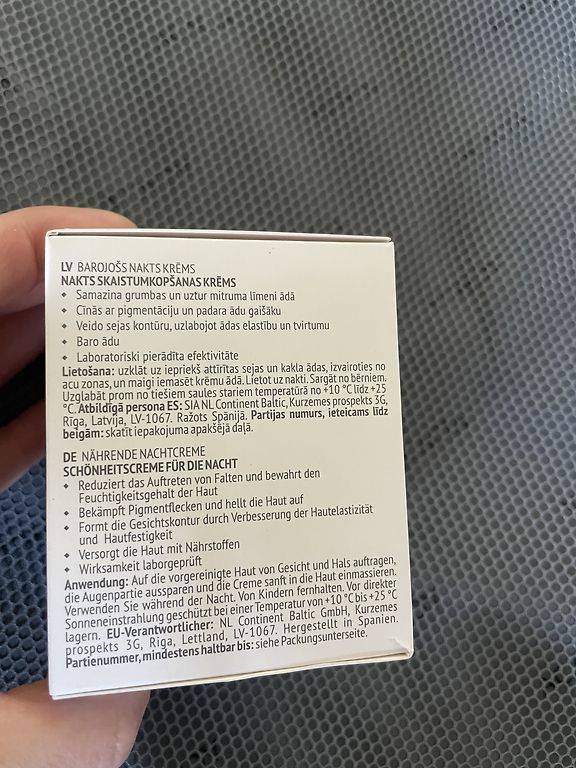 LV BAROJOŠS NAKTS KRĒMS
NAKTS SKAISTUMKOPŠANAS KRĒMS
◆ Samazina grumbas un uztur mitruma līmeni ādā
◆ Cīnās ar pigmentāciju un padara ādu gaišāku
◆ Veido sejas kontūru, uzlabojot ādas elastību un tvirtumu
◆ Baro ādu
◆ Laboratoriski pierādīta efektivitāte
Lietošana: uzklāt uz iepriekš attīrītas sejas un kakla ādas, izvairoties no
acu zonas, un maigi iemasēt krēmu ādā. Lietot uz nakti. Sargāt no bērniem.
Uzglabāt prom no tiešiem saules stariem temperatūrā no +10 °C līdz +25
°C. Atbildīgā persona ES: SIA NL Continent Baltic, Kurzemes prospekts 3G,
Rīga, Latvija, LV-1067. Ražots Spānijā. Partijas numurs, ieteicams līdz
beigām: skatīt iepakojuma apakšējā daļā.
DE NÄHRENDE NACHTCREME
SCHÖNHEITSCREME FÜR DIE NACHT
◆ Reduziert das Auftreten von Falten und bewahrt den
Feuchtigkeitsgehalt der Haut
◆ Bekämpft Pigmentflecken und hellt die Haut auf
◆ Formt die Gesichtskontur durch Verbesserung der Hautelastizität
und Hautfestigkeit
◆ Versorgt die Haut mit Nährstoffen
◆ Wirksamkeit laborgeprüft
Anwendung: Auf die vorgereinigte Haut von Gesicht und Hals auftragen,
die Augenpartie aussparen und die Creme sanft in die Haut einmassieren.
Verwenden Sie während der Nacht. Von Kindern fernhalten. Vor direkter
Sonneneinstrahlung geschützt bei einer Temperatur von +10 °C bis +25 °C
lagern. EU-Verantwortlicher: NL Continent Baltic GmbH, Kurzemes
prospekts 3G, Riga, Lettland, LV-1067. Hergestellt in Spanien.
Partienummer, mindestens haltbar bis: siehe Packungsunterseite.